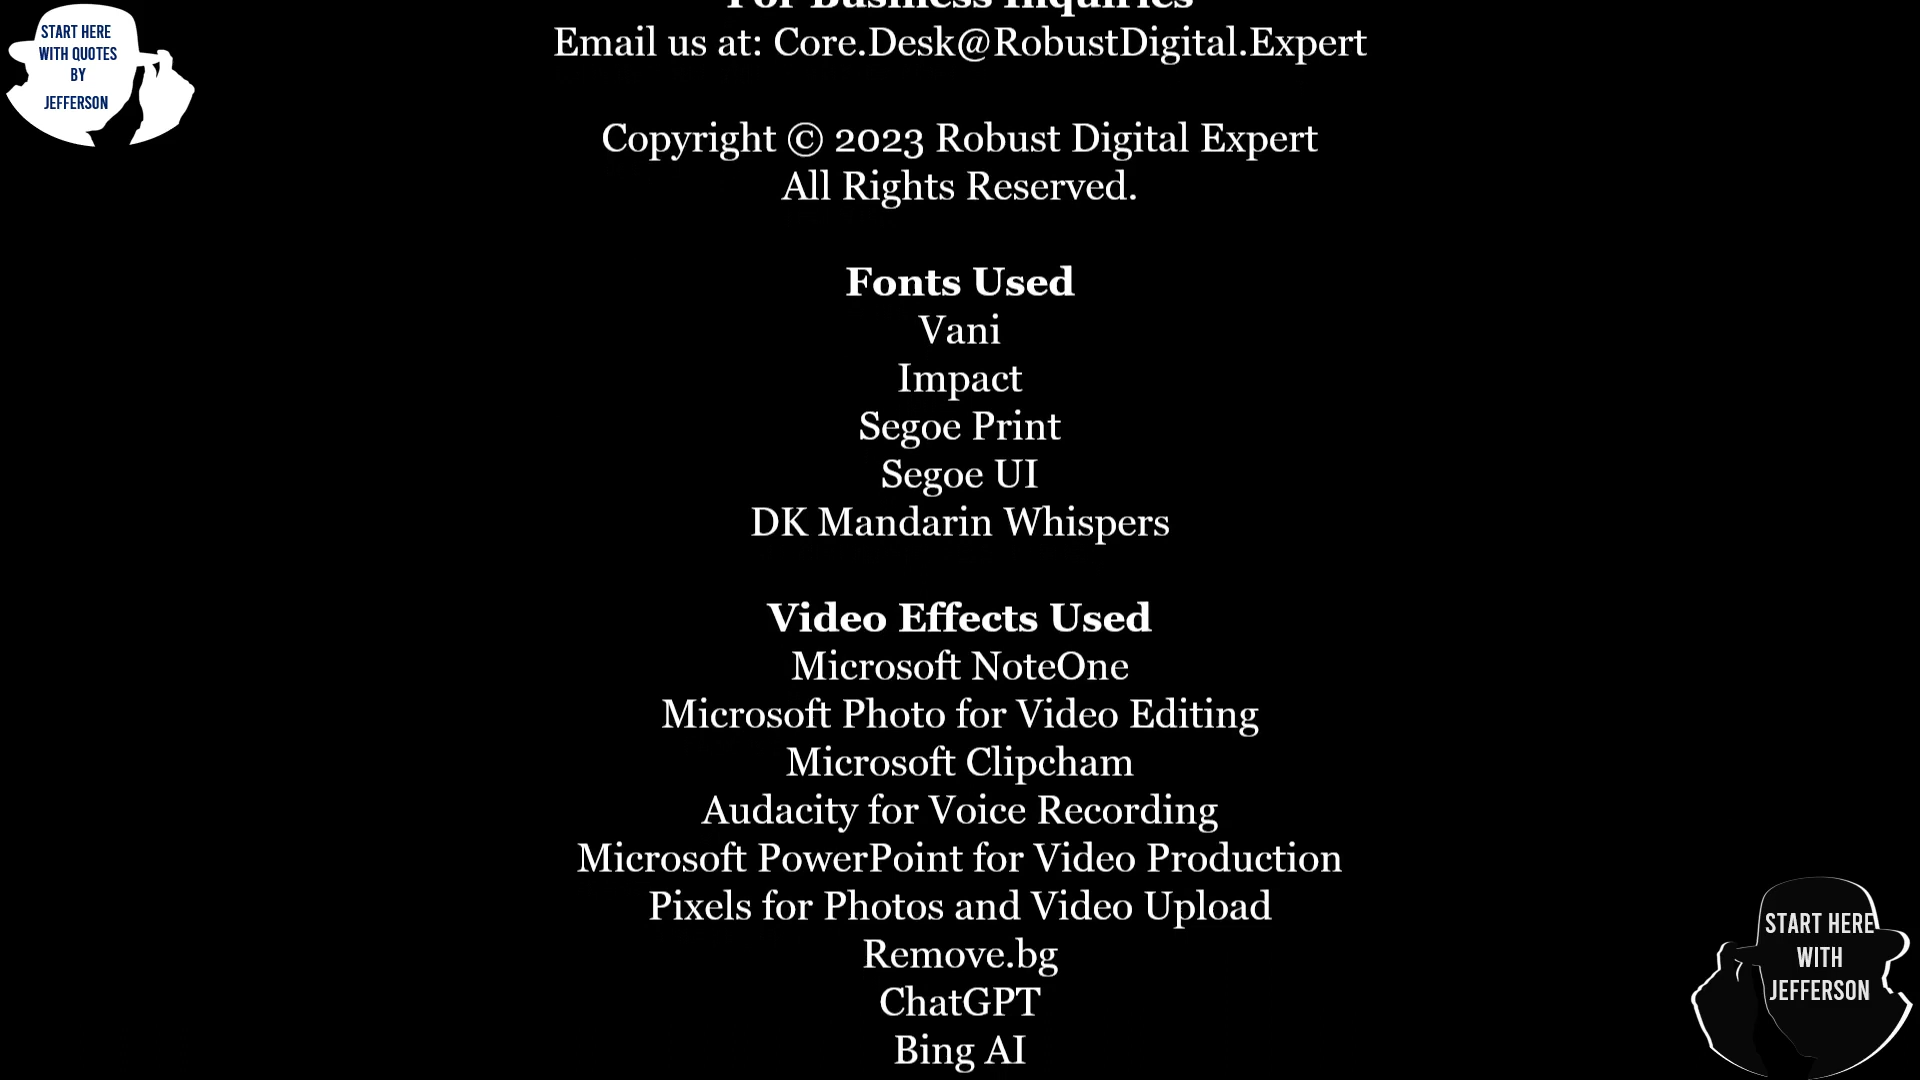 START HERE
WITH QUOTES
BY
JEFFERSON
For Business Inquiries
Email us at: Core.Desk@RobustDigital.Expert
Copyright © 2023 Robust Digital Expert
All Rights Reserved.
Fonts Used
Vani
Impact
Segoe Print
Segoe UI
DK Mandarin Whispers
Video Effects Used
Microsoft NoteOne
Microsoft Photo for Video Editing
Microsoft Clipcham
Audacity for Voice Recording
Microsoft PowerPoint for Video Production
Pixels for Photos and Video Upload
Remove.bg
ChatGPT
Bing AI
START HERE
WITH
JEFFERSON